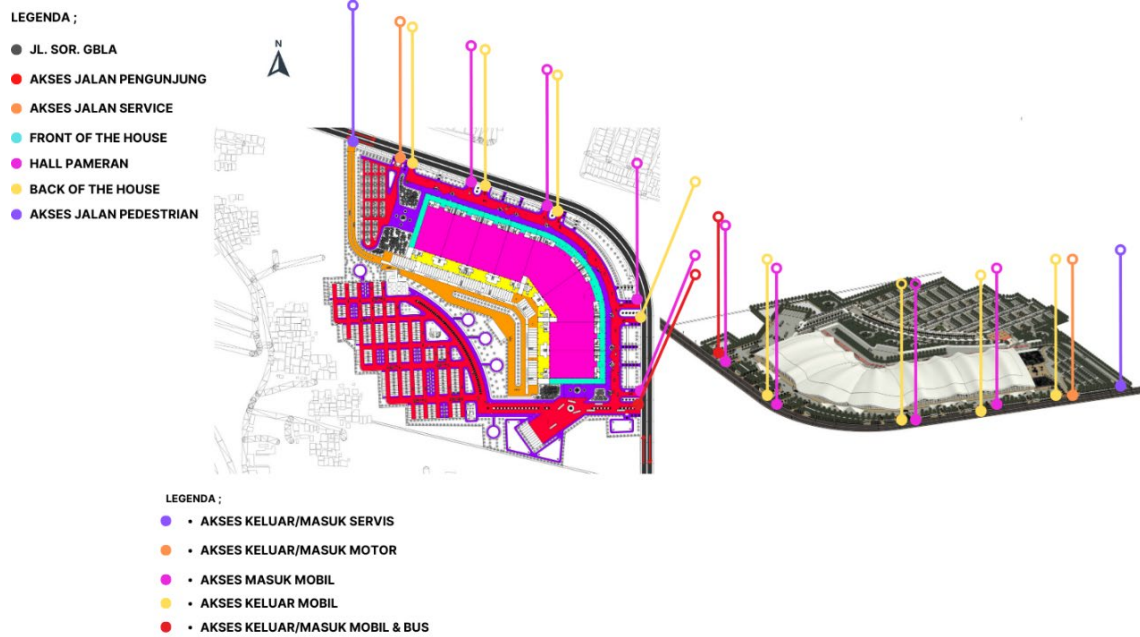 LEGENDA ;
JL. SOR. GBLA
AKSES JALAN PENGUNJUNG
AKSES JALAN SERVICE
FRONT OF THE HOUSE
HALL PAMERAN
BACK OF THE HOUSE
AKSES JALAN PEDESTRIAN
N
LEGENDA ;
• AKSES KELUAR/MASUK SERVIS
• AKSES KELUAR/MASUK MOTOR
• AKSES MASUK MOBIL
• AKSES KELUAR MOBIL
• AKSES KELUAR/MASUK MOBIL & BUS